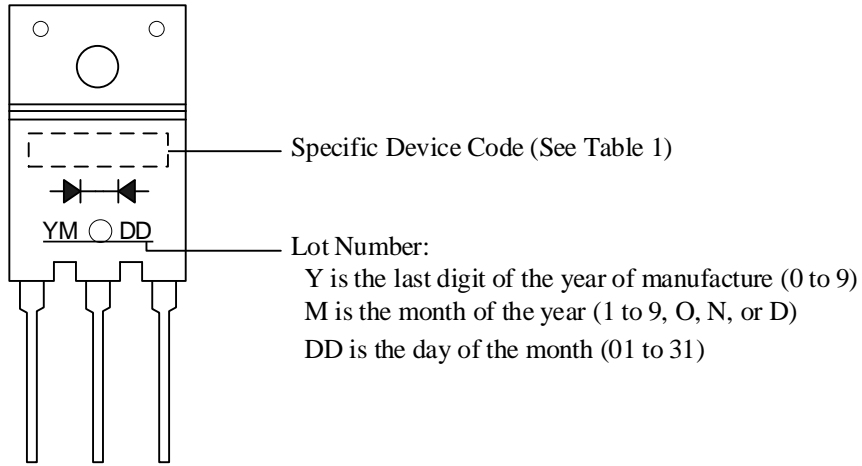 Specific Device Code (See Table 1)
YM DD
Lot Number:
Y is the last digit of the year of manufacture (0 to 9)
M is the month of the year (1 to 9, O, N, or D)
DD is the day of the month (01 to 31)